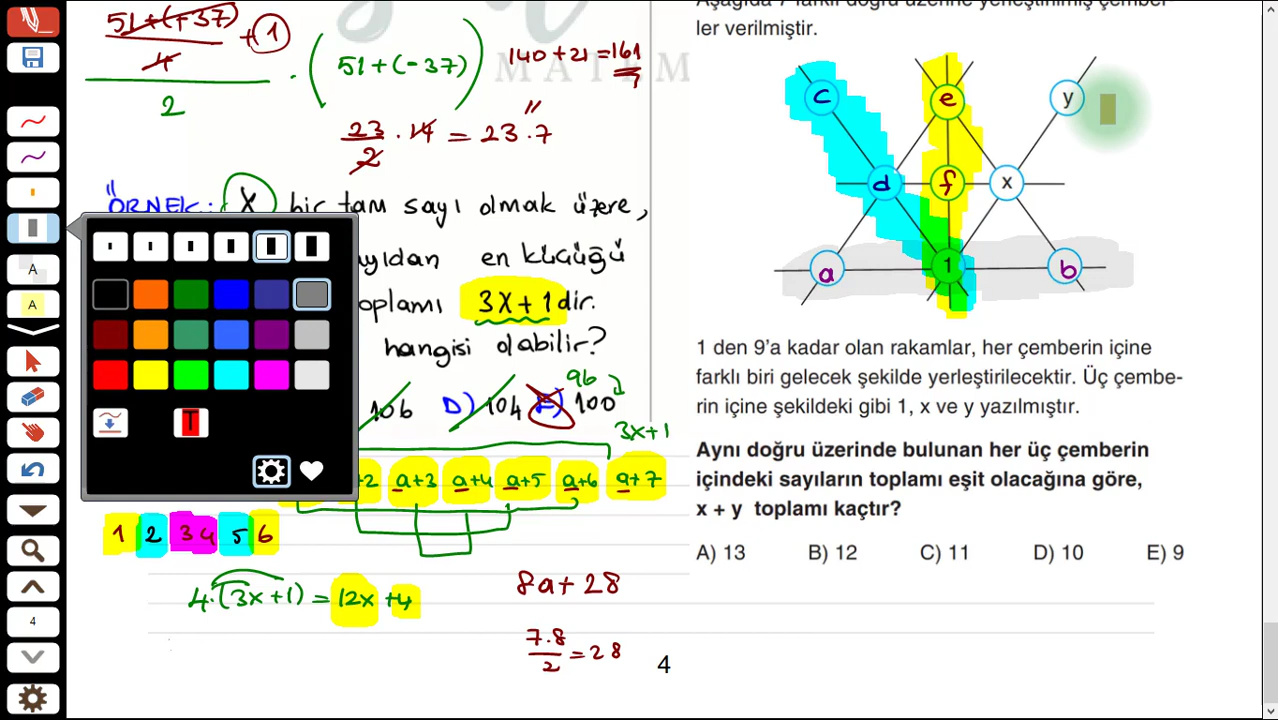 51+(-37)
4
+1
2
.
(51+(-37))
140+21=161
7
MATEM
23/2 . 14 = 23.7
"ÖRNEK: X bir tam sayı olmak üzere,
ayıdan en küçüğü
oplamı 3x+1 dir.
hangisi olabilir?
106 D) 104 E) 100
96
3x+1
+2 a+3 a+4 a+5 a+6 a+7
1 2 3 4 5 6
4.(3x+1) = 12x +4
8a+28
7.8/2 = 28
4
A
A
4
T
Aşağıda 7 farklı doğru üzerine yerleştirilmiş çember-
ler verilmiştir.
c e y
d f x
a 1 b
1 den 9'a kadar olan rakamlar, her çemberin içine
farklı biri gelecek şekilde yerleştirilecektir. Üç çembe-
rin içine şekildeki gibi 1, x ve y yazılmıştır.
Aynı doğru üzerinde bulunan her üç çemberin
içindeki sayıların toplamı eşit olacağına göre,
x + y toplamı kaçtır?
A) 13 B) 12 C) 11 D) 10 E) 9